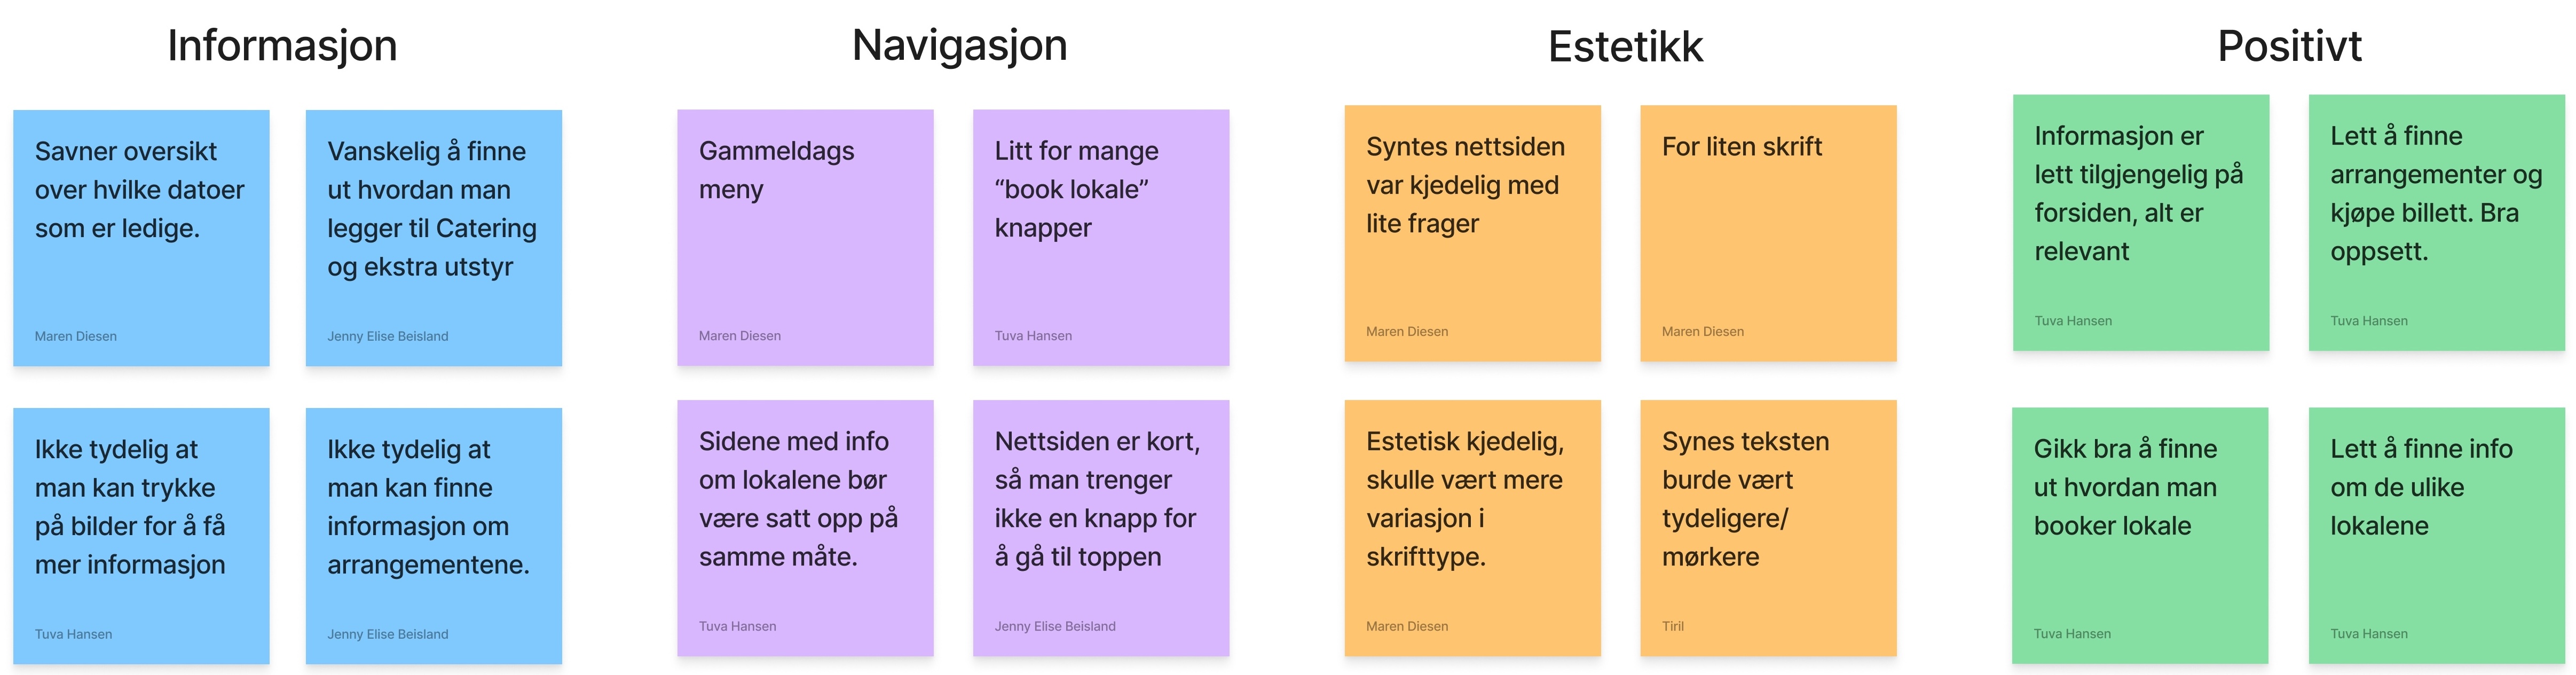 Informasjon
Savner oversikt
over hvilke datoer
som er ledige.
Maren Diesen
Vanskelig å finne
ut hvordan man
legger til Catering
og ekstra utstyr
Jenny Elise Beisland
Ikke tydelig at
man kan trykke
på bilder for å få
mer informasjon
Tuva Hansen
Ikke tydelig at
man kan finne
informasjon om
arrangementene.
Jenny Elise Beisland
Navigasjon
Gammeldags
meny
Maren Diesen
Litt for mange
“book lokale”
knapper
Tuva Hansen
Sidene med info
om lokalene bør
være satt opp på
samme måte.
Tuva Hansen
Nettsiden er kort,
så man trenger
ikke en knapp for
å gå til toppen
Jenny Elise Beisland
Estetikk
Syntes nettsiden
var kjedelig med
lite frager
Maren Diesen
For liten skrift
Maren Diesen
Estetisk kjedelig,
skulle vært mere
variasjon i
skrifttype.
Maren Diesen
Synes teksten
burde vært
tydeligere/
mørkere
Tiril
Positivt
Informasjon er
lett tilgjengelig på
forsiden, alt er
relevant
Tuva Hansen
Lett å finne
arrangementer og
kjøpe billett. Bra
oppsett.
Tuva Hansen
Gikk bra å finne
ut hvordan man
booker lokale
Tuva Hansen
Lett å finne info
om de ulike
lokalene
Tuva Hansen